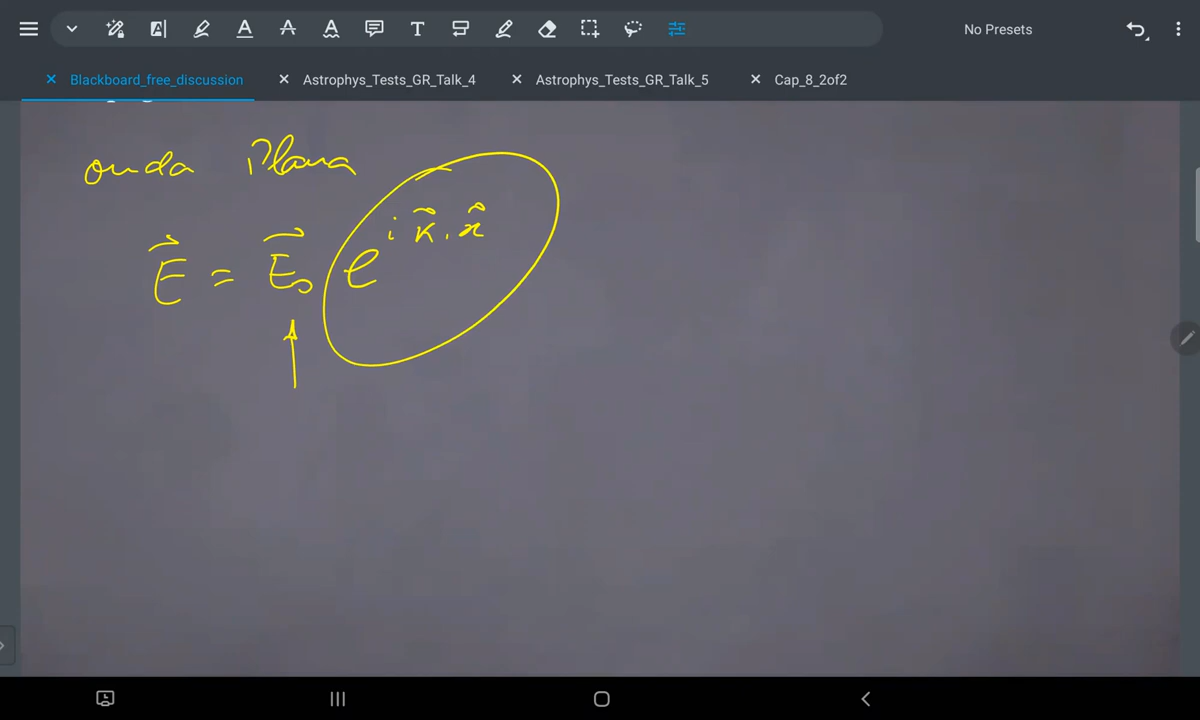 No Presets
Blackboard_free_discussion Astrophys_Tests_GR_Talk_4 Astrophys_Tests_GR_Talk_5 Cap_8_2of2
onda Plana
E⃗ = E⃗₀ e^{i k⃗ · x⃗}